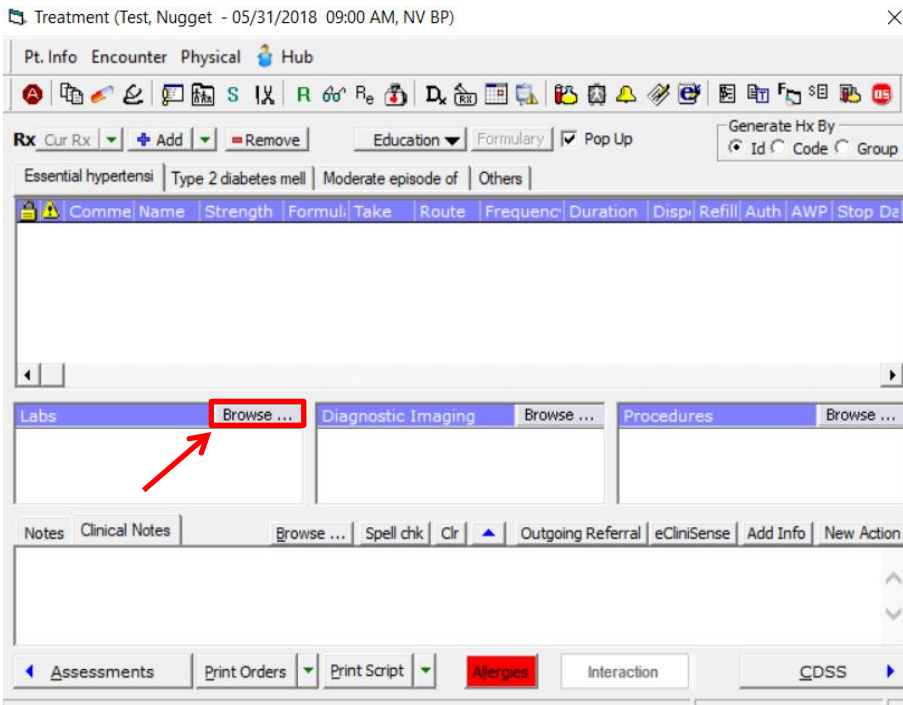 Treatment (Test, Nugget - 05/31/2018 09:00 AM, NV BP)
Pt. Info Encounter Physical Hub
A S R Re Dx Rx OS
Rx Cur Rx Add Remove Education Formulary Pop Up
Generate Hx By
Id Code Group
Essential hypertensi Type 2 diabetes mell Moderate episode of Others
Comme Name Strength Formul Take Route Frequenc Duration Disp Refill Auth AWP Stop Da
Labs Browse ... Diagnostic Imaging Browse ... Procedures Browse ...
Notes Clinical Notes Browse ... Spell chk Clr Outgoing Referral eCliniSense Add Info New Action
Assessments Print Orders Print Script Allergies Interaction CDSS